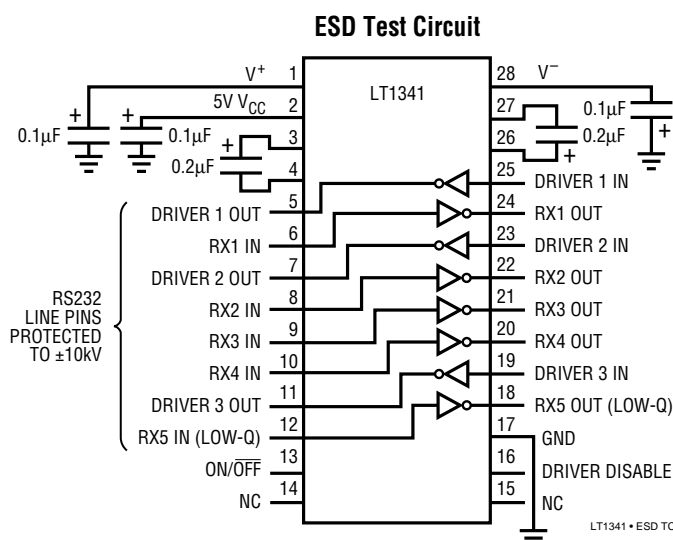 ESD Test Circuit
V+ 1
5V VCC 2
3
4
5
6
7
8
9
10
11
12
13
14
LT1341
28 V−
27
26
25
24
23
22
21
20
19
18
17
16
15
+
0.1µF
+
0.1µF
+
0.2µF
0.1µF
+
0.2µF
+
DRIVER 1 OUT
RX1 IN
DRIVER 2 OUT
RX2 IN
RX3 IN
RX4 IN
DRIVER 3 OUT
RX5 IN (LOW-Q)
ON/OFF
NC
RS232
LINE PINS
PROTECTED
TO ±10kV
DRIVER 1 IN
RX1 OUT
DRIVER 2 IN
RX2 OUT
RX3 OUT
RX4 OUT
DRIVER 3 IN
RX5 OUT (LOW-Q)
GND
DRIVER DISABLE
NC
LT1341 • ESD TC